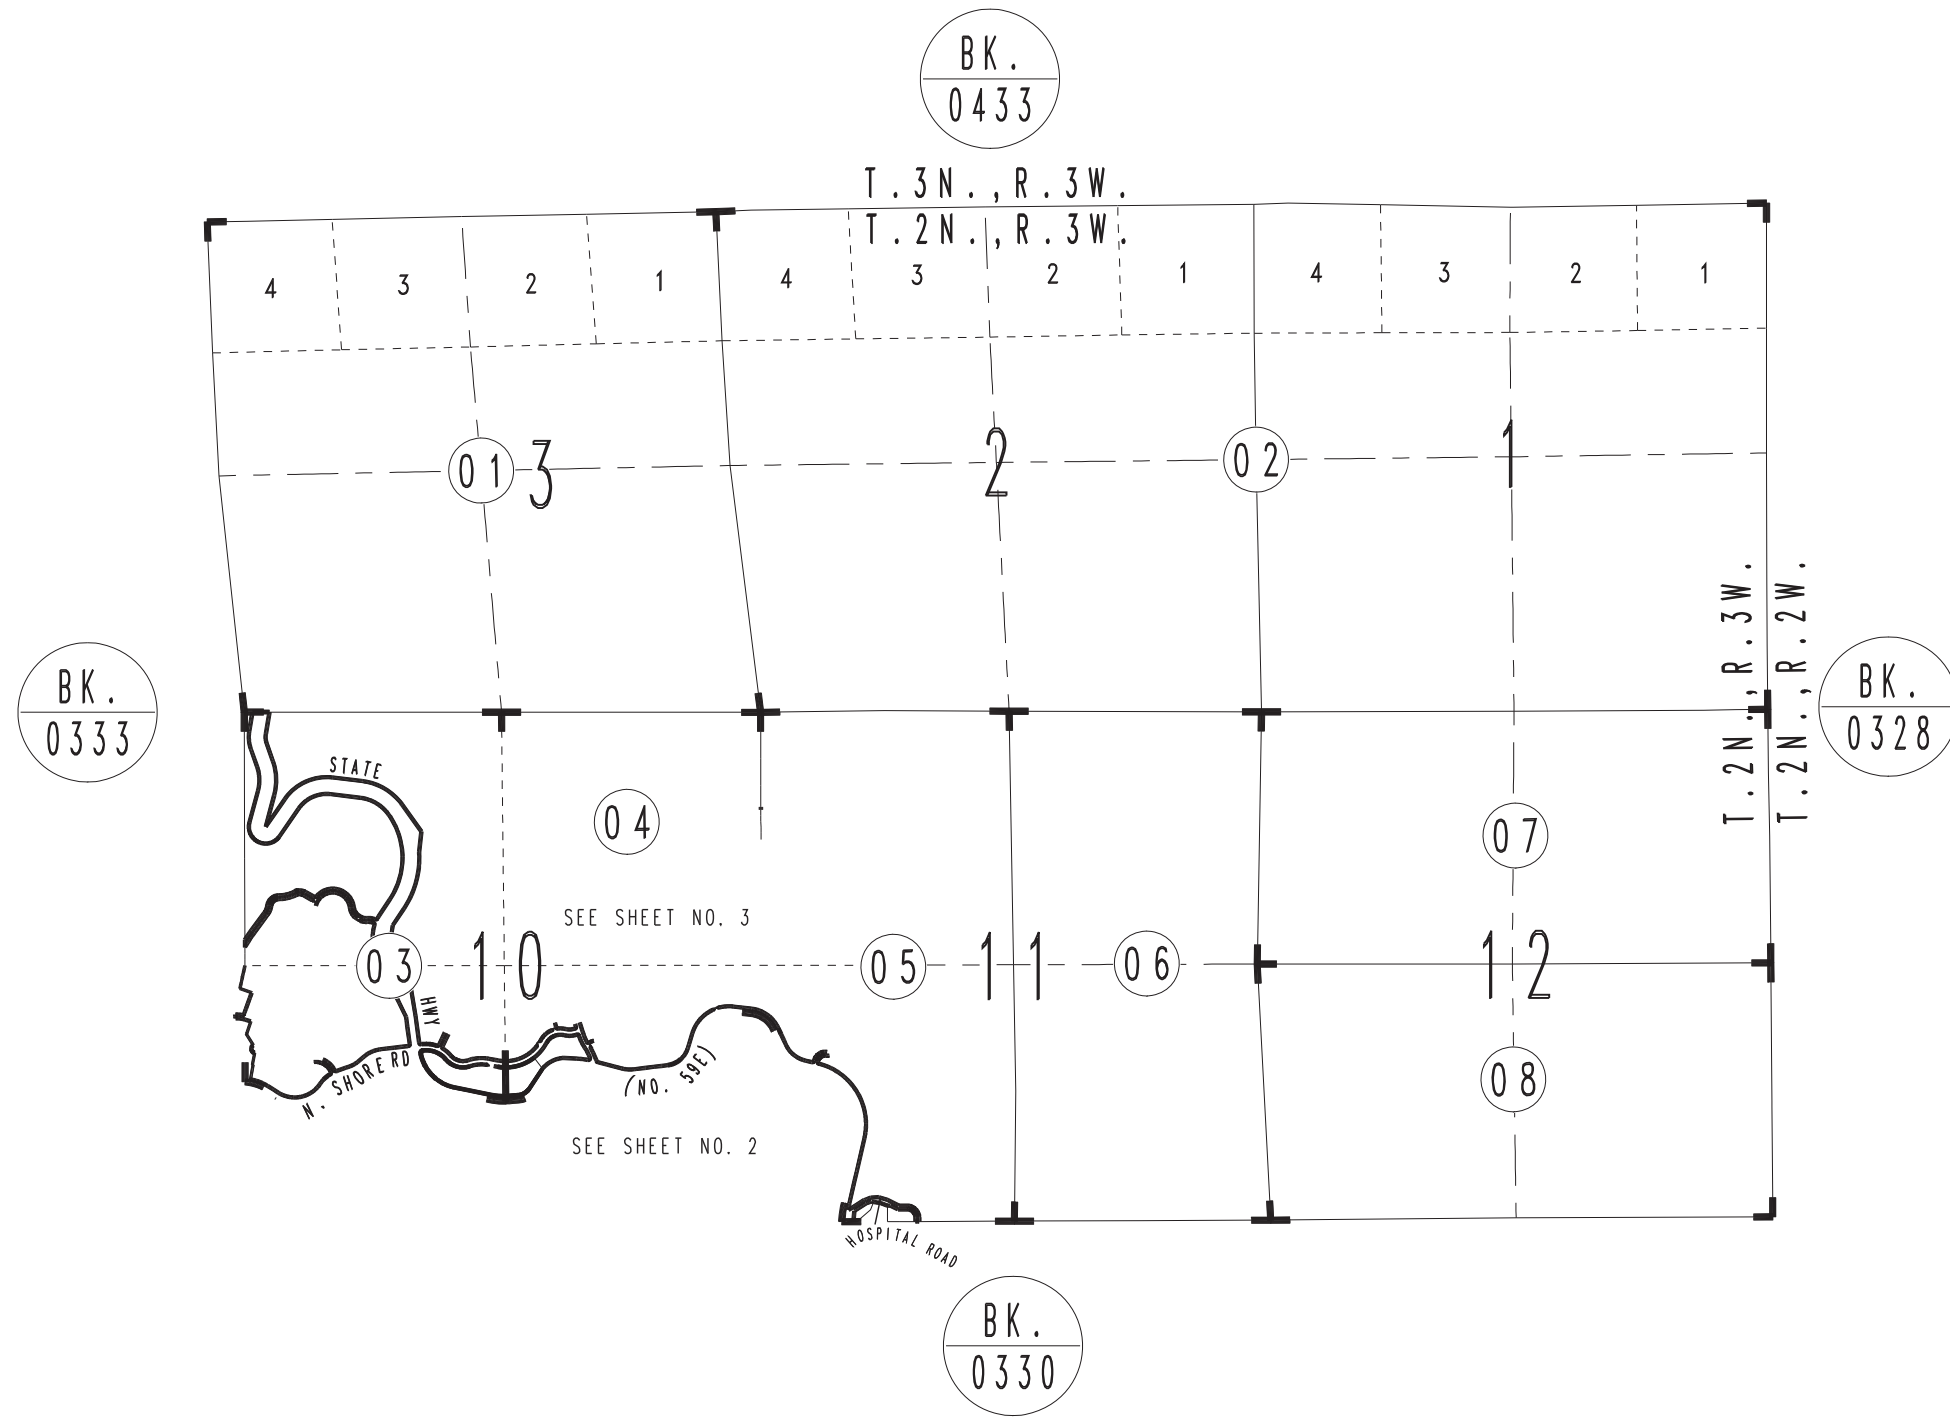 BK.
0433
T.3N.,R.3W.
T.2N.,R.3W.
4 3 2 1 4 3 2 1 4 3 2 1
01 3 2 02 1
T.2N.,R.3W.
T.2N.,R.2W.
BK.
0333
BK.
0328
STATE
04
07
SEE SHEET NO. 3
03 10 05 11 06 12
HWY
N. SHORE RD
(NO. 59E)
08
SEE SHEET NO. 2
HOSPITAL ROAD
BK.
0330